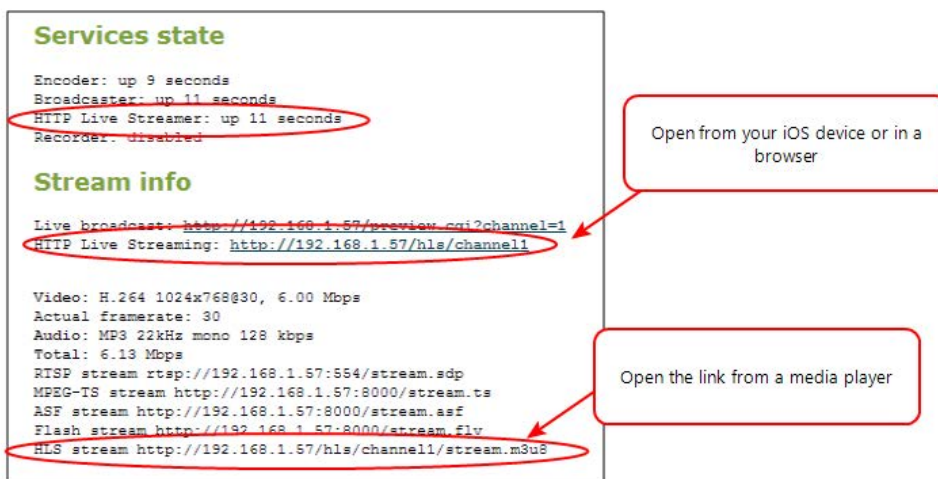 Services state
Encoder: up 9 seconds
Broadcaster: up 11 seconds
HTTP Live Streamer: up 11 seconds
Recorder: disabled
Stream info
Live broadcast: http://192.168.1.57/preview.cgi?channel=1
HTTP Live Streaming: http://192.168.1.57/hls/channel1
Video: H.264 1024x768@30, 6.00 Mbps
Actual framerate: 30
Audio: MP3 22kHz mono 128 kbps
Total: 6.13 Mbps
RTSP stream rtsp://192.168.1.57:554/stream.sdp
MPEG-TS stream http://192.168.1.57:8000/stream.ts
ASF stream http://192.168.1.57:8000/stream.asf
Flash stream http://192.168.1.57:8000/stream.flv
HLS stream http://192.168.1.57/hls/channel1/stream.m3u8
Open from your iOS device or in a
browser
Open the link from a media player